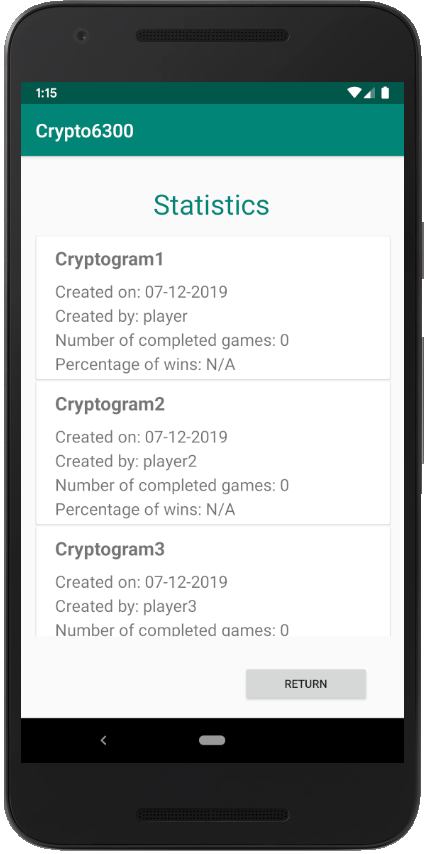 1:15
Crypto6300
Statistics
Cryptogram1
Created on: 07-12-2019
Created by: player
Number of completed games: 0
Percentage of wins: N/A
Cryptogram2
Created on: 07-12-2019
Created by: player2
Number of completed games: 0
Percentage of wins: N/A
Cryptogram3
Created on: 07-12-2019
Created by: player3
Number of completed games: 0
RETURN